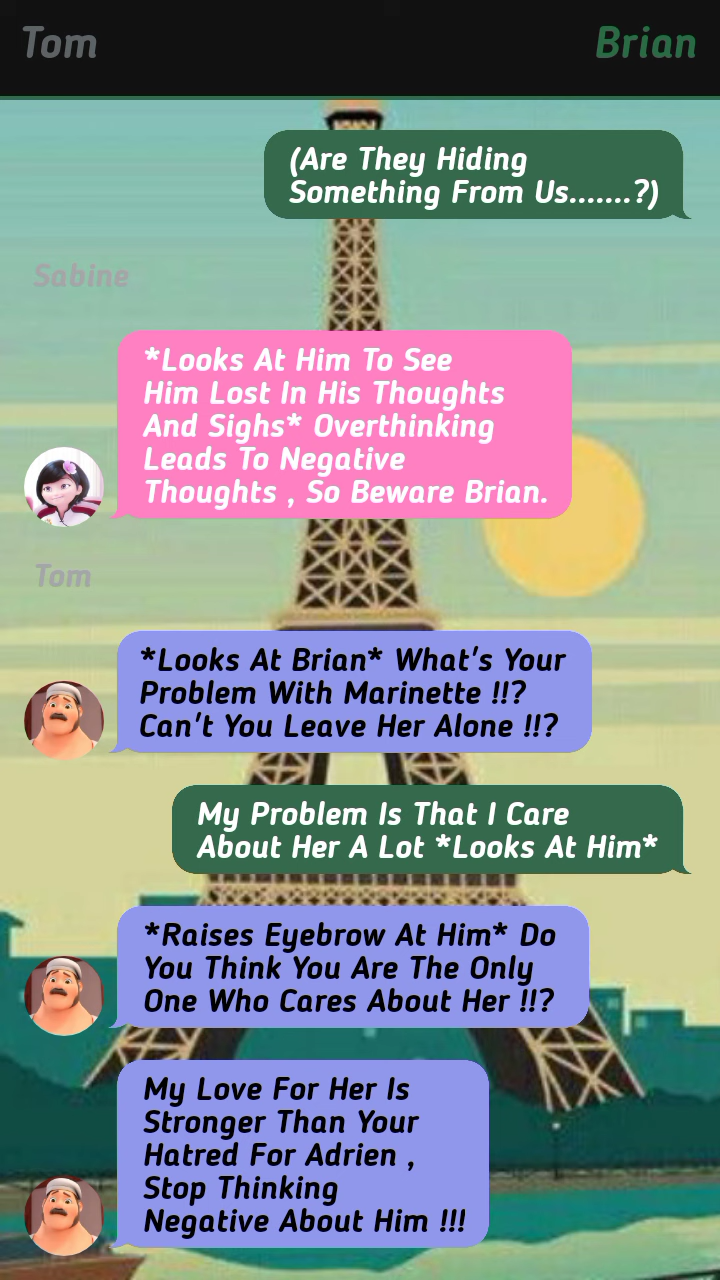 Tom
Brian
(Are They Hiding
Something From Us.......?)
Sabine
*Looks At Him To See
Him Lost In His Thoughts
And Sighs* Overthinking
Leads To Negative
Thoughts , So Beware Brian.
Tom
*Looks At Brian* What's Your
Problem With Marinette !!?
Can't You Leave Her Alone !!?
My Problem Is That I Care
About Her A Lot *Looks At Him*
*Raises Eyebrow At Him* Do
You Think You Are The Only
One Who Cares About Her !!?
My Love For Her Is
Stronger Than Your
Hatred For Adrien ,
Stop Thinking
Negative About Him !!!